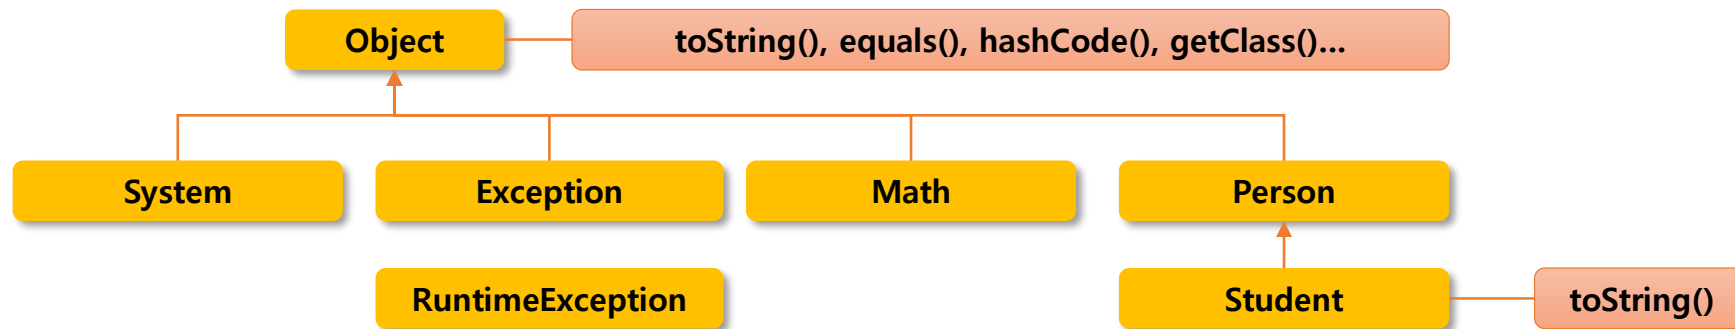 Object
toString(), equals(), hashCode(), getClass()...
System
Exception
Math
Person
RuntimeException
Student
toString()